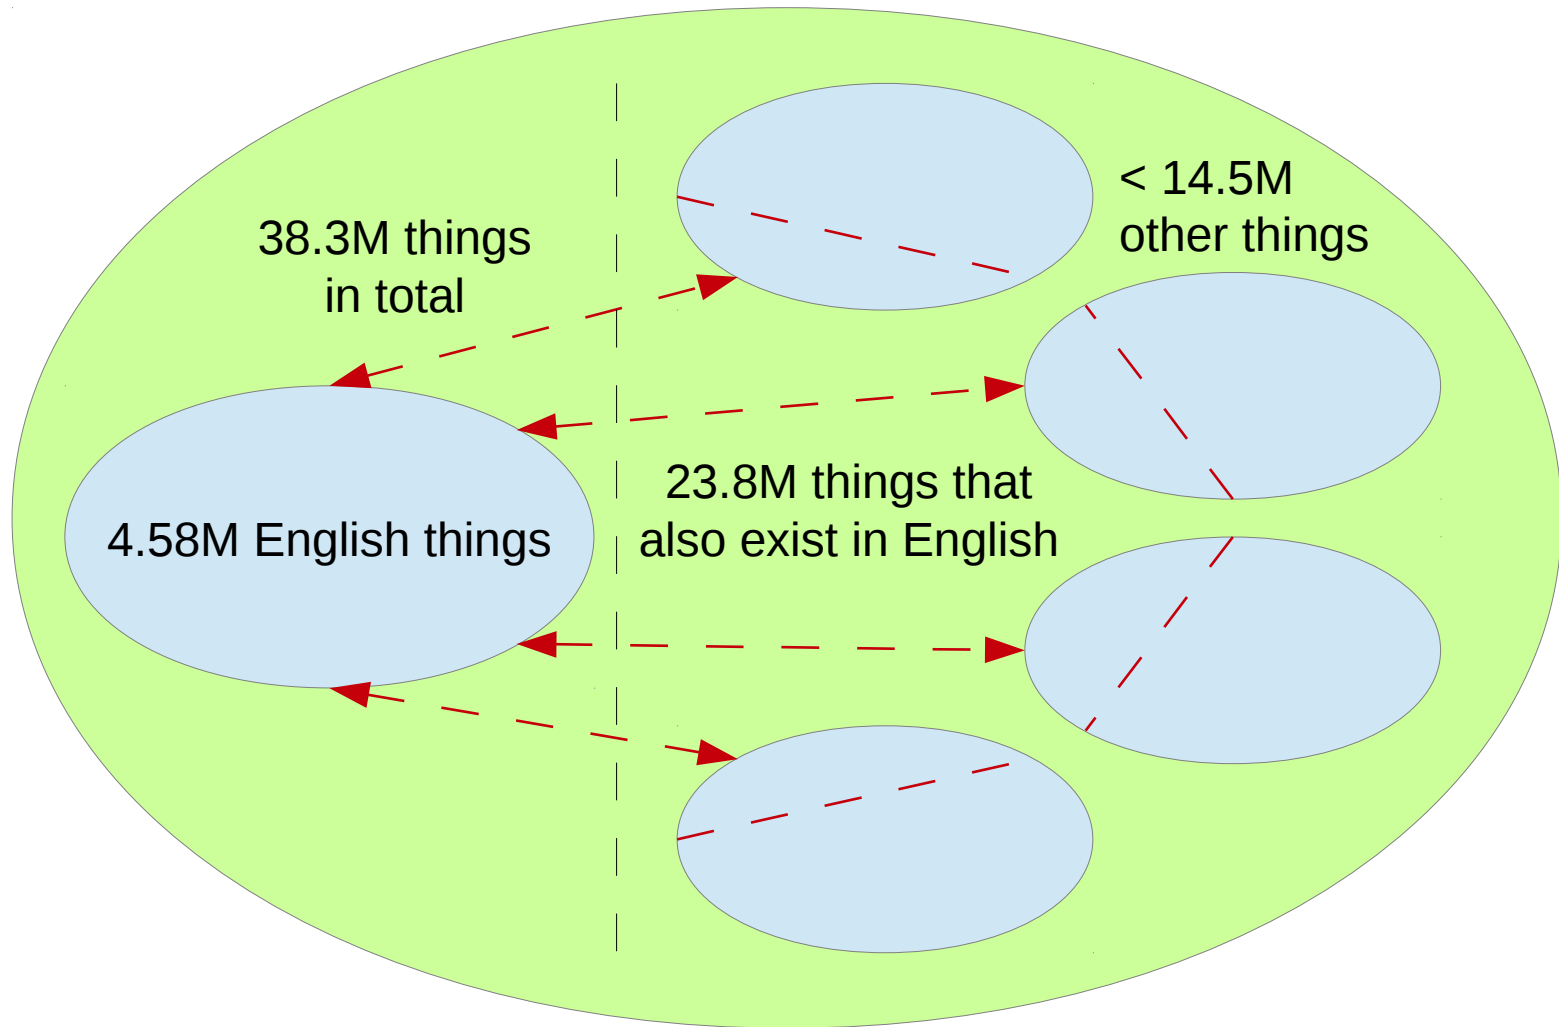 38.3M things
in total
< 14.5M
other things
4.58M English things
23.8M things that
also exist in English